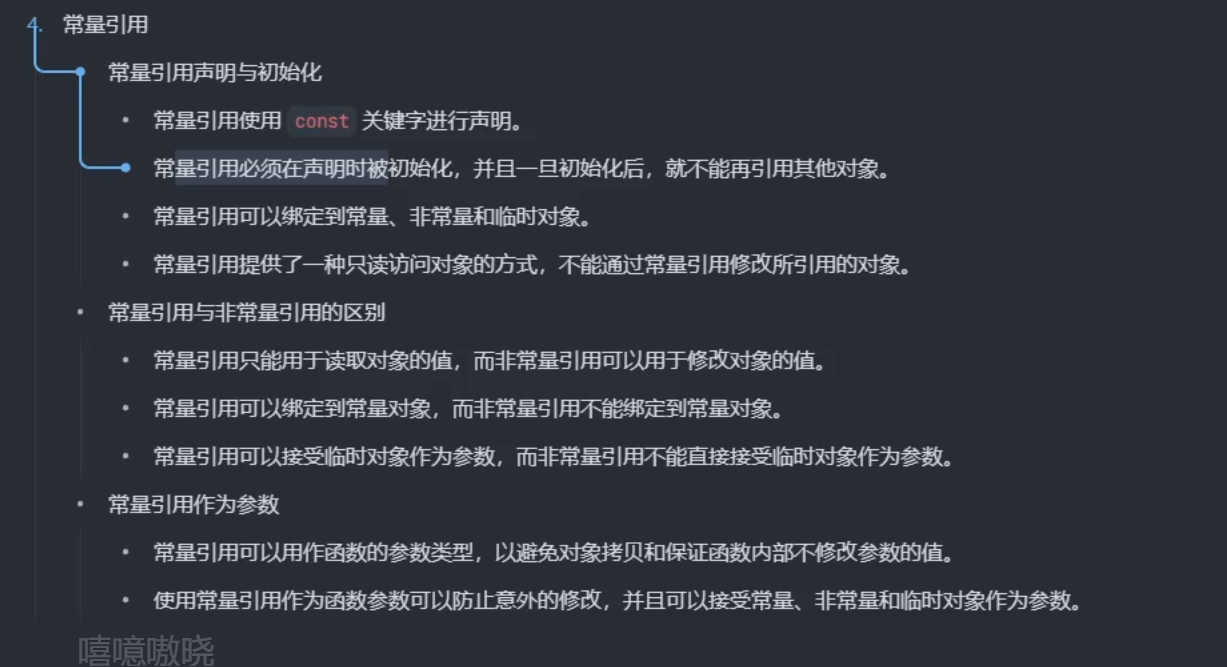 4. 常量引用
常量引用声明与初始化
常量引用使用 const 关键字进行声明。
常量引用必须在声明时被初始化，并且一旦初始化后，就不能再引用其他对象。
常量引用可以绑定到常量、非常量和临时对象。
常量引用提供了一种只读访问对象的方式，不能通过常量引用修改所引用的对象。
常量引用与非常量引用的区别
常量引用只能用于读取对象的值，而非常量引用可以用于修改对象的值。
常量引用可以绑定到常量对象，而非常量引用不能绑定到常量对象。
常量引用可以接受临时对象作为参数，而非常量引用不能直接接受临时对象作为参数。
常量引用作为参数
常量引用可以用作函数的参数类型，以避免对象拷贝和保证函数内部不修改参数的值。
使用常量引用作为函数参数可以防止意外的修改，并且可以接受常量、非常量和临时对象作为参数。
嘻噫嗷晓